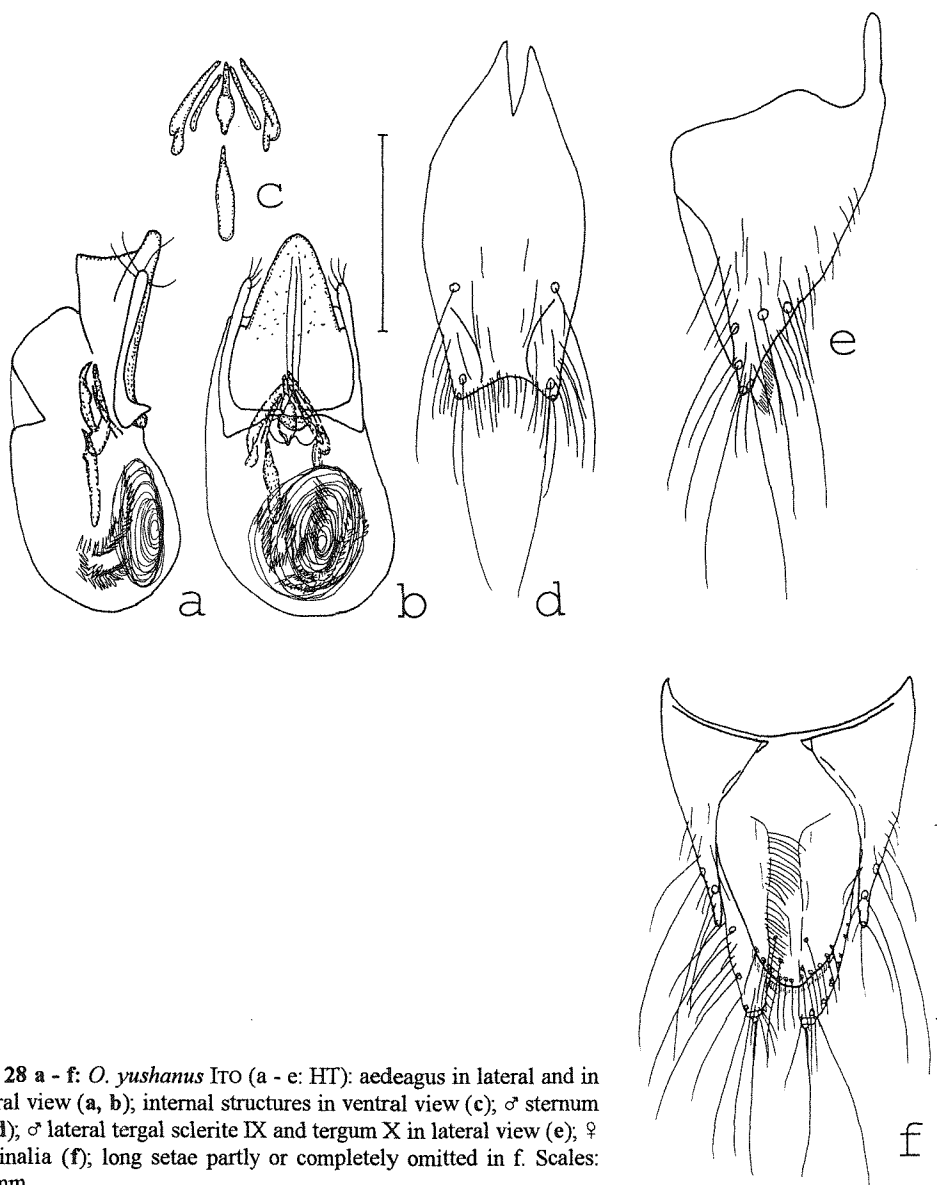 c
a
b
d
e
f
28 a - f: O. yushanus ITO (a - e: HT): aedeagus in lateral and in
ral view (a, b); internal structures in ventral view (c); ♂ sternum
d); ♂ lateral tergal sclerite IX and tergum X in lateral view (e); ♀
inalia (f); long setae partly or completely omitted in f. Scales: